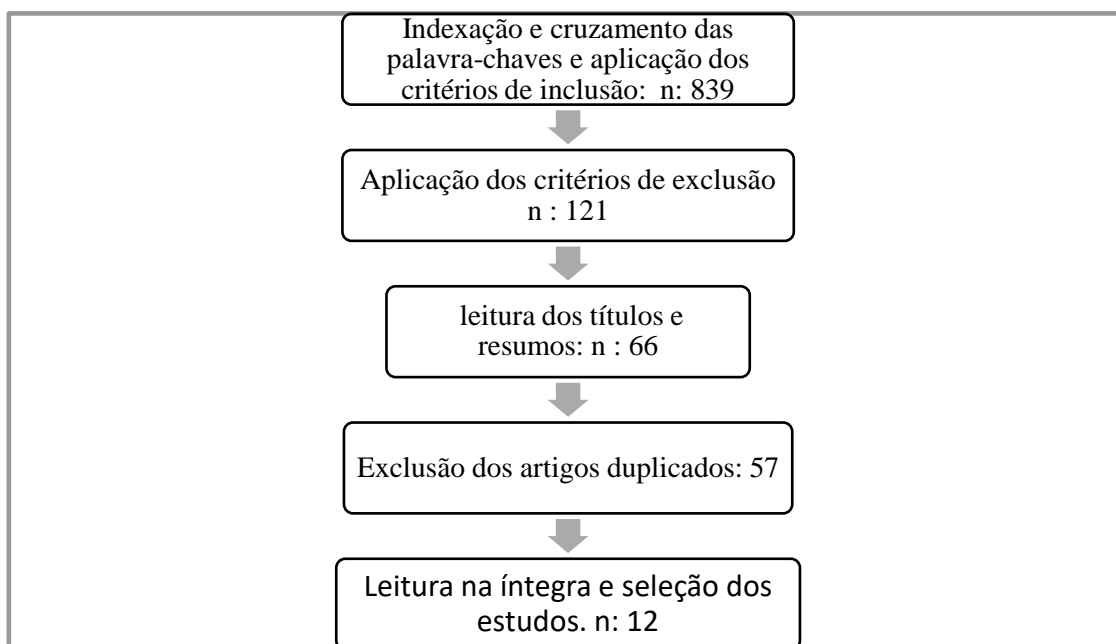 Indexação e cruzamento das
palavra-chaves e aplicação dos
critérios de inclusão: n: 839
Aplicação dos critérios de exclusão
n : 121
leitura dos títulos e
resumos: n : 66
Exclusão dos artigos duplicados: 57
Leitura na íntegra e seleção dos
estudos. n: 12